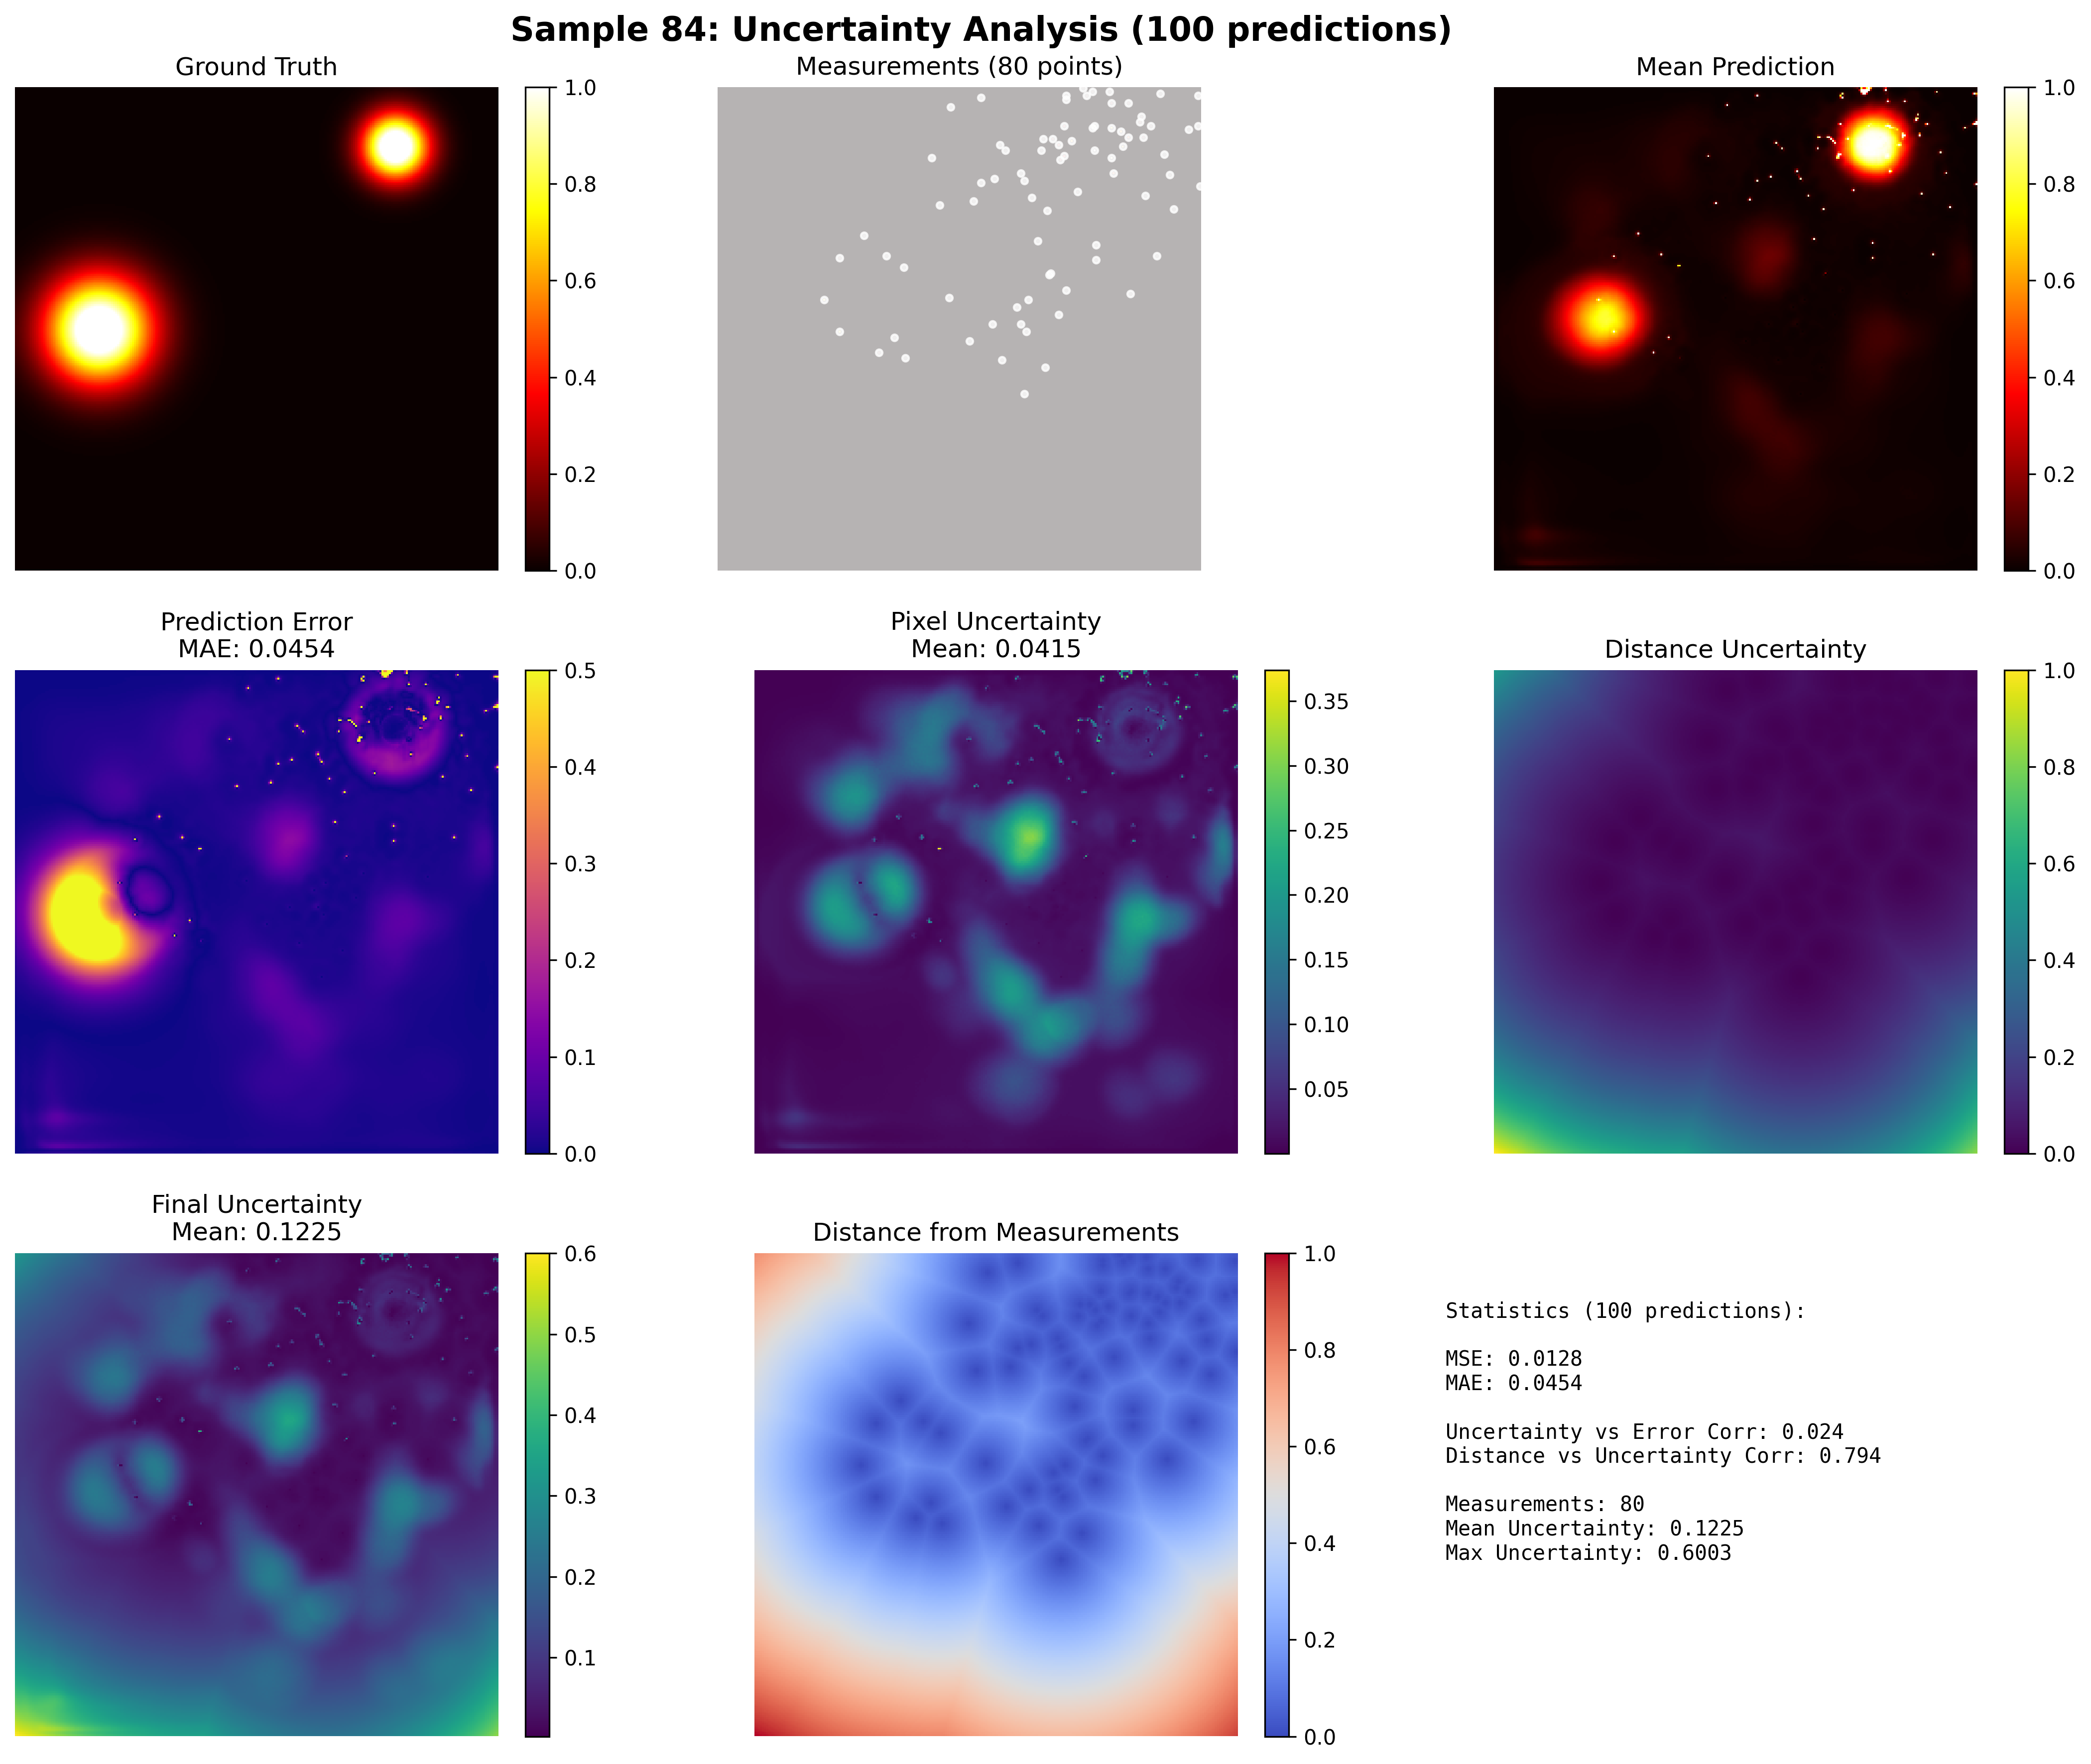 Sample 84: Uncertainty Analysis (100 predictions)
Ground Truth
1.0
0.8
0.6
0.4
0.2
0.0
Measurements (80 points)
Mean Prediction
1.0
0.8
0.6
0.4
0.2
0.0
Prediction Error
MAE: 0.0454
0.5
0.4
0.3
0.2
0.1
0.0
Pixel Uncertainty
Mean: 0.0415
0.35
0.30
0.25
0.20
0.15
0.10
0.05
Distance Uncertainty
1.0
0.8
0.6
0.4
0.2
0.0
Final Uncertainty
Mean: 0.1225
0.6
0.5
0.4
0.3
0.2
0.1
Distance from Measurements
1.0
0.8
0.6
0.4
0.2
0.0
Statistics (100 predictions):
MSE: 0.0128
MAE: 0.0454
Uncertainty vs Error Corr: 0.024
Distance vs Uncertainty Corr: 0.794
Measurements: 80
Mean Uncertainty: 0.1225
Max Uncertainty: 0.6003